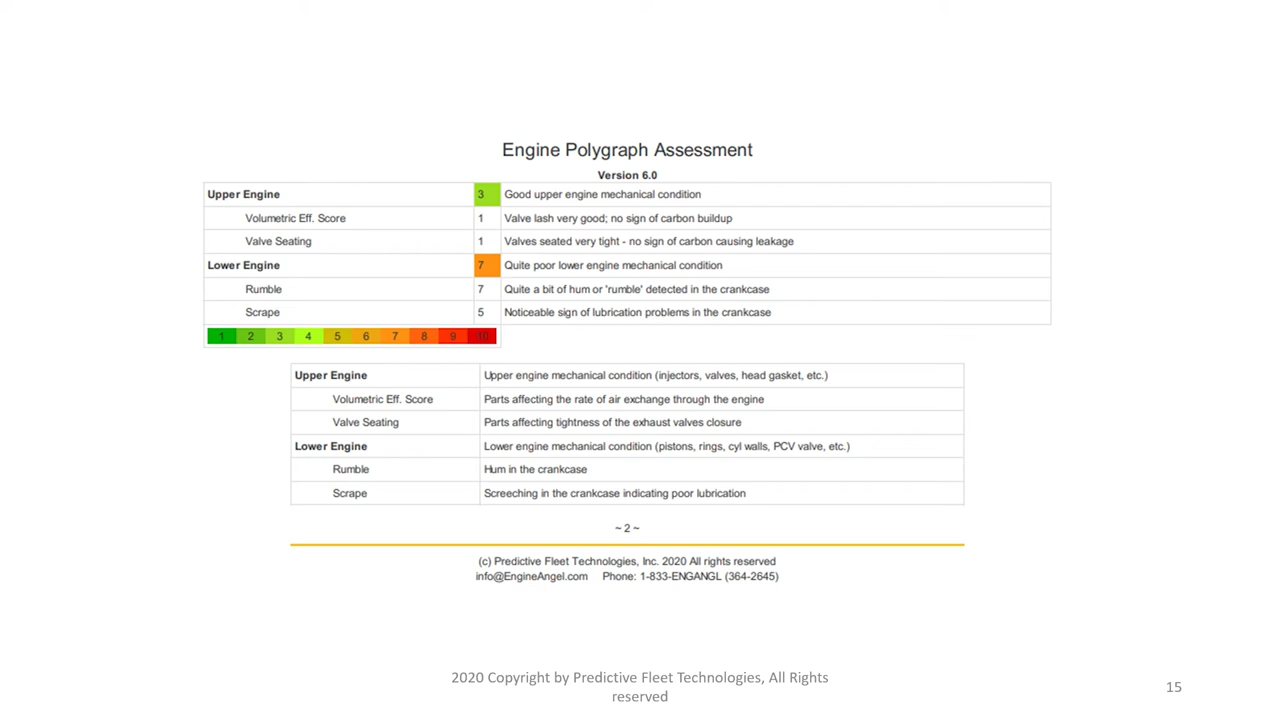 Engine Polygraph Assessment
Version 6.0
Upper Engine 3 Good upper engine mechanical condition
Volumetric Eff. Score 1 Valve lash very good; no sign of carbon buildup
Valve Seating 1 Valves seated very tight - no sign of carbon causing leakage
Lower Engine 7 Quite poor lower engine mechanical condition
Rumble 7 Quite a bit of hum or 'rumble' detected in the crankcase
Scrape 5 Noticeable sign of lubrication problems in the crankcase
1 2 3 4 5 6 7 8 9 10
Upper Engine Upper engine mechanical condition (injectors, valves, head gasket, etc.)
Volumetric Eff. Score Parts affecting the rate of air exchange through the engine
Valve Seating Parts affecting tightness of the exhaust valves closure
Lower Engine Lower engine mechanical condition (pistons, rings, cyl walls, PCV valve, etc.)
Rumble Hum in the crankcase
Scrape Screeching in the crankcase indicating poor lubrication
~ 2 ~
(c) Predictive Fleet Technologies, Inc. 2020 All rights reserved
info@EngineAngel.com Phone: 1-833-ENGANGL (364-2645)
2020 Copyright by Predictive Fleet Technologies, All Rights
reserved
15